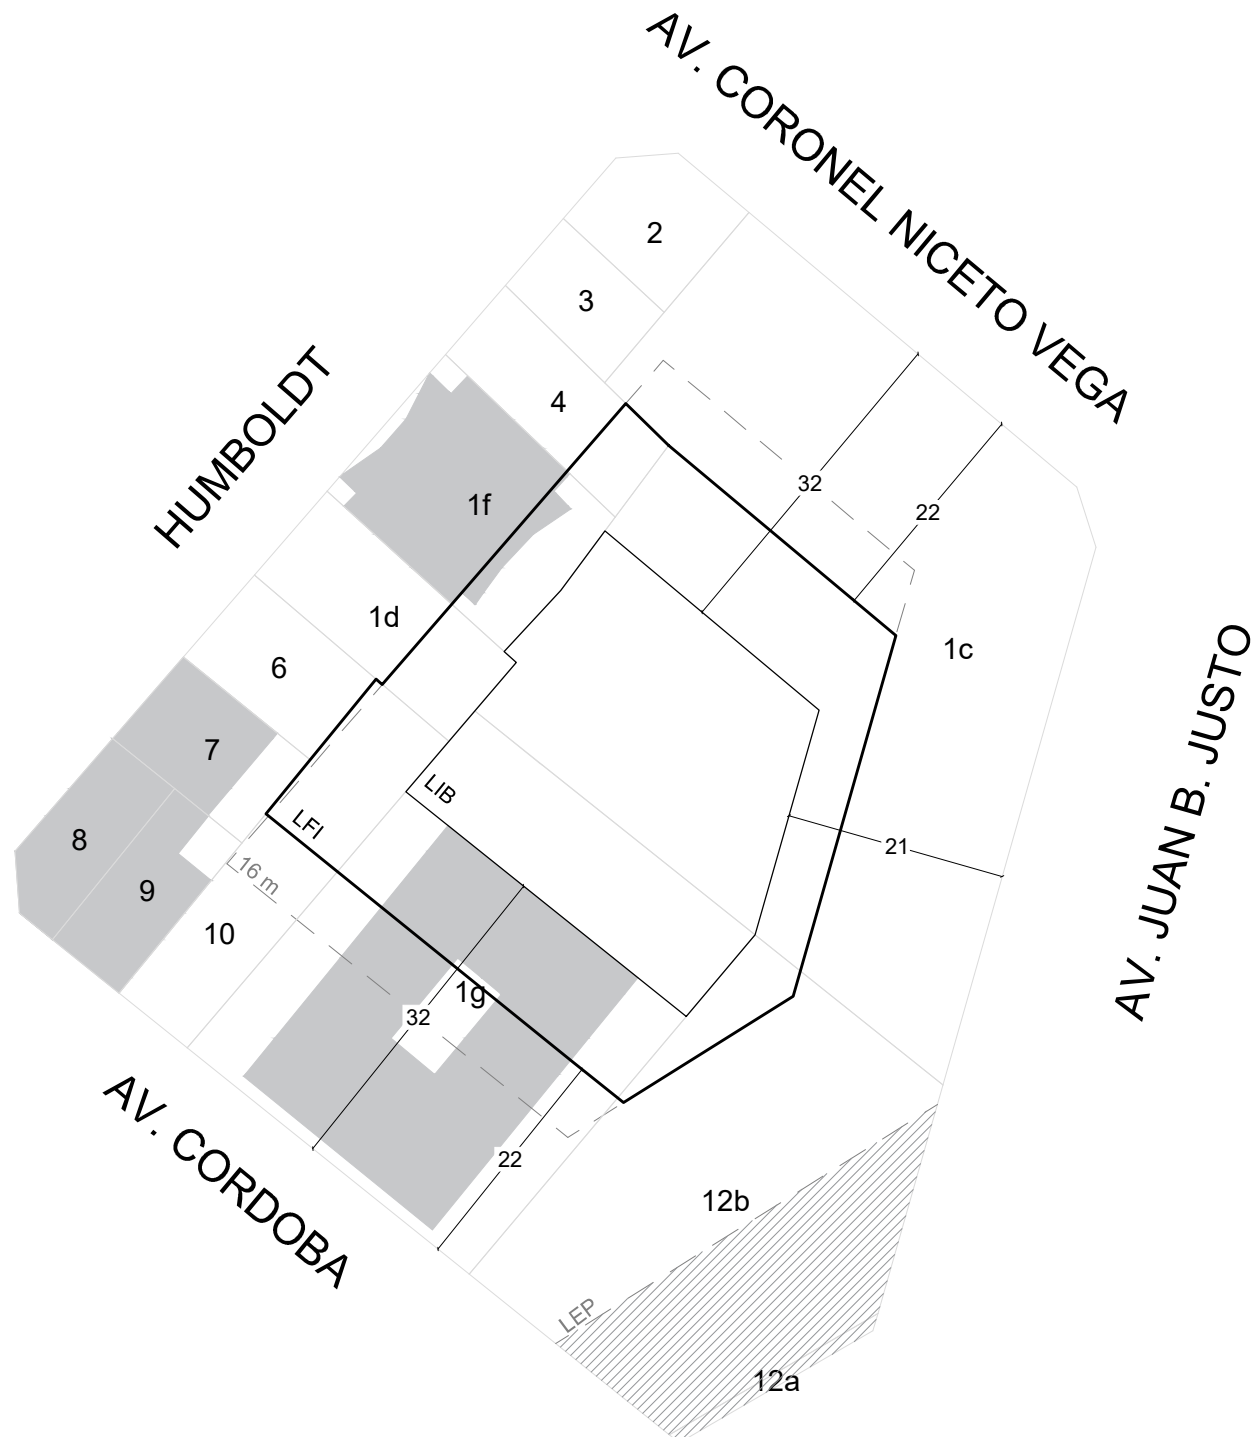 AV. CORONEL NICETO VEGA
2
3
HUMBOLDT
4
32
1f
22
1d
1c
6
AV. JUAN B. JUSTO
7
LIB
LFI
8
21
16 m
9
10
1g
32
AV. CORDOBA
22
12b
LEP
12a